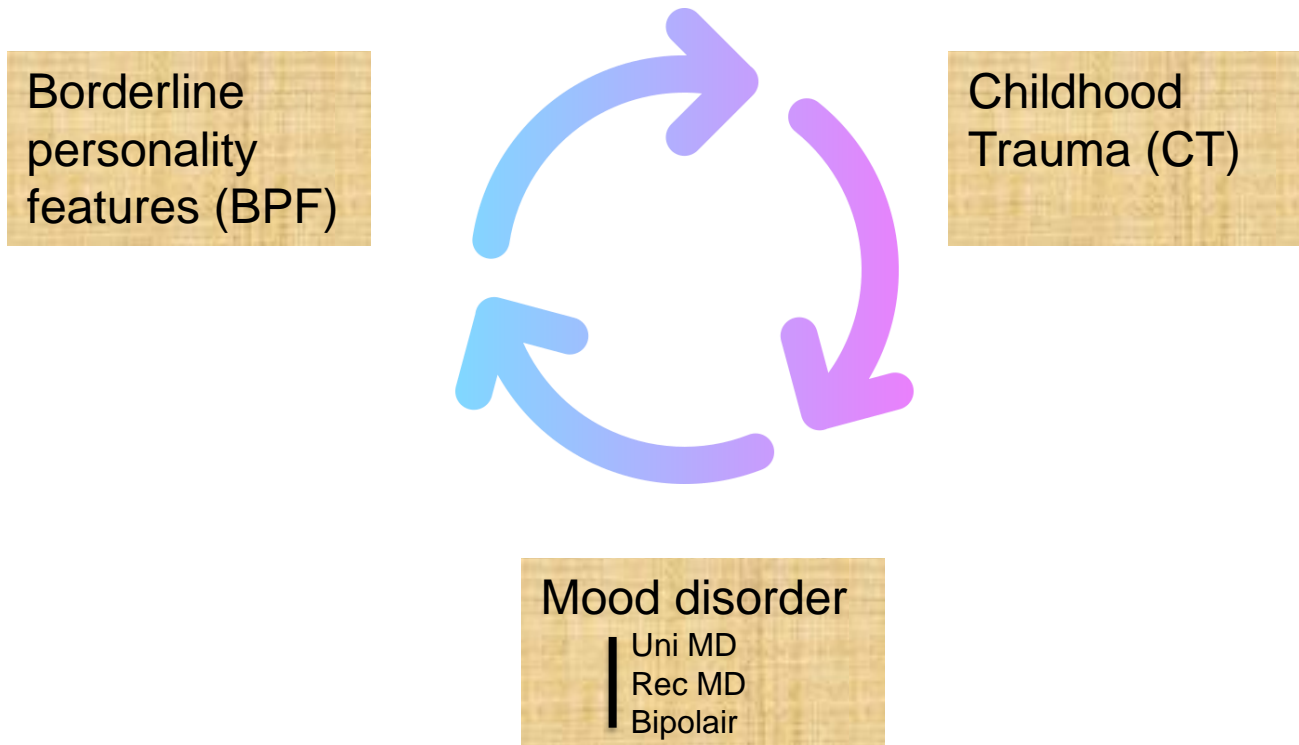 Borderline
personality
features (BPF)
Childhood
Trauma (CT)
Mood disorder
Uni MD
Rec MD
Bipolair